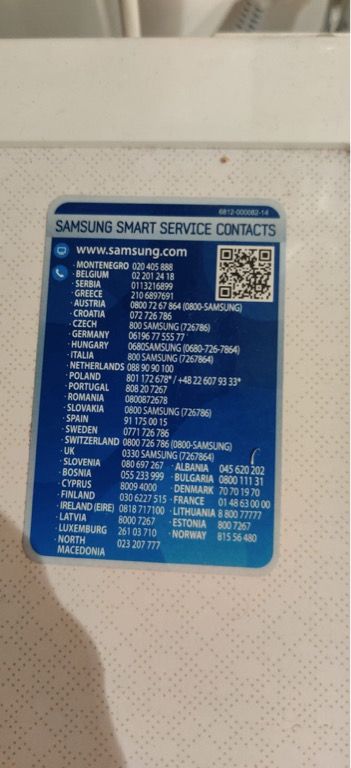 6812-000082-14
SAMSUNG SMART SERVICE CONTACTS
www.samsung.com
· MONTENEGRO 020 405 888
· BELGIUM 02 201 24 18
· SERBIA 0113216899
· GREECE 210 6897691
· AUSTRIA 0800 72 67 864 (0800-SAMSUNG)
· CROATIA 072 726 786
· CZECH 800 SAMSUNG (726786)
· GERMANY 06196 77 555 77
· HUNGARY 0680SAMSUNG (0680-726-7864)
· ITALIA 800 SAMSUNG (7267864)
· NETHERLANDS 088 90 90 100
· POLAND 801 172 678* / +48 22 607 93 33*
· PORTUGAL 808 20 7267
· ROMANIA 0800872678
· SLOVAKIA 0800 SAMSUNG (726786)
· SPAIN 91 175 00 15
· SWEDEN 0771 726 786
· SWITZERLAND 0800 726 786 (0800-SAMSUNG)
· UK 0330 SAMSUNG (7267864)
· SLOVENIA 080 697 267 · ALBANIA 045 620 202
· BOSNIA 055 233 999 · BULGARIA 0800 111 31
· CYPRUS 8009 4000 · DENMARK 70 70 19 70
· FINLAND 030 6227 515 · FRANCE 01 48 63 00 00
· IRELAND (EIRE) 0818 717100 · LITHUANIA 8 800 77777
· LATVIA 8000 7267 · ESTONIA 800 7267
· LUXEMBURG 261 03 710 · NORWAY 815 56 480
· NORTH
MACEDONIA 023 207 777